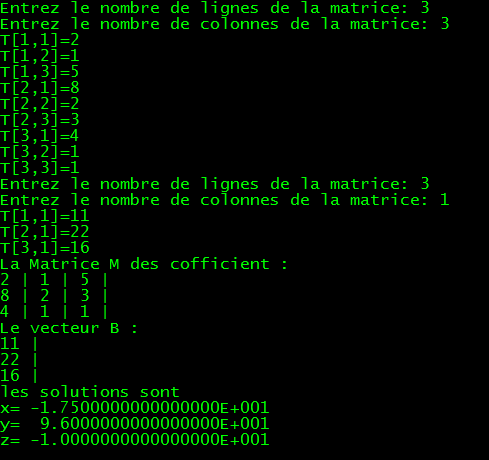 Entrez le nombre de lignes de la matrice: 3
Entrez le nombre de colonnes de la matrice: 3
T[1,1]=2
T[1,2]=1
T[1,3]=5
T[2,1]=8
T[2,2]=2
T[2,3]=3
T[3,1]=4
T[3,2]=1
T[3,3]=1
Entrez le nombre de lignes de la matrice: 3
Entrez le nombre de colonnes de la matrice: 1
T[1,1]=11
T[2,1]=22
T[3,1]=16
La Matrice M des cofficient :
2 | 1 | 5 |
8 | 2 | 3 |
4 | 1 | 1 |
Le vecteur B :
11 |
22 |
16 |
les solutions sont
x= -1.7500000000000000E+001
y=  9.6000000000000000E+001
z= -1.0000000000000000E+001